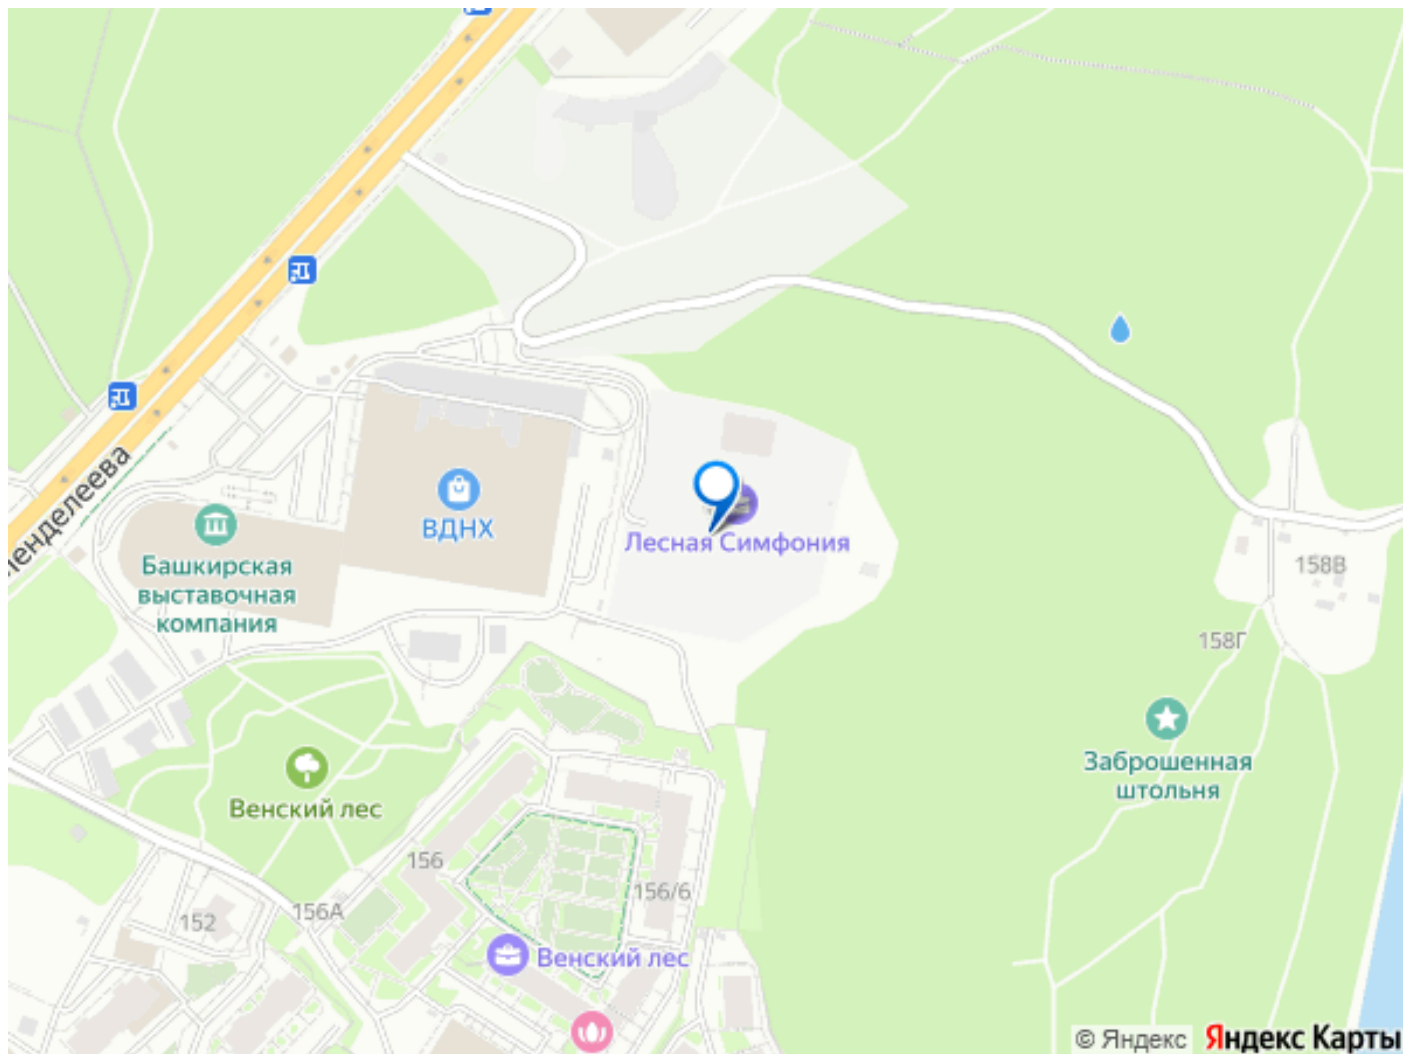 Менделеева
ВДНХ
Лесная Симфония
Башкирская
выставочная
компания
158В
158Г
Заброшенная
штольня
Венский лес
156
156/6
156А
152
Венский лес
© Яндекс Яндекс Карты